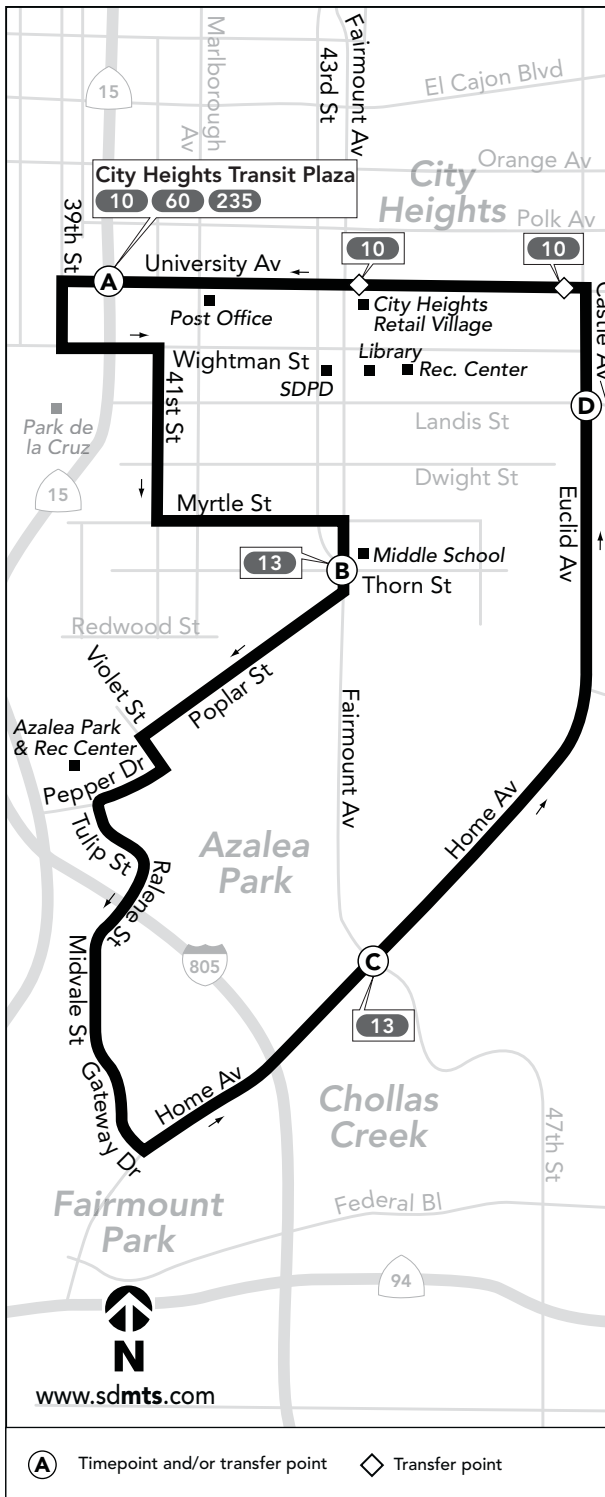 Marlborough
Av
43rd St
Fairmount Av
15
El Cajon Blvd
City Heights Transit Plaza
10 60 235
Orange Av
City
Heights
Polk Av
39th St
10
10
A
University Av
Castle Av
Post Office
City Heights
Retail Village
Wightman St
Library
SDPD
Rec. Center
41st St
D
Park de
la Cruz
Landis St
Dwight St
15
Myrtle St
Euclid Av
13
B
Middle School
Thorn St
Redwood St
Violet St
Poplar St
Fairmount Av
Azalea Park
& Rec Center
Pepper Dr
Tulip St
Home Av
Azalea
Park
Ralene St
Midvale St
805
C
13
Gateway Dr
Home Av
Chollas
Creek
47th St
Fairmount
Park
Federal Bl
94
N
www.sdmts.com
A Timepoint and/or transfer point
Transfer point